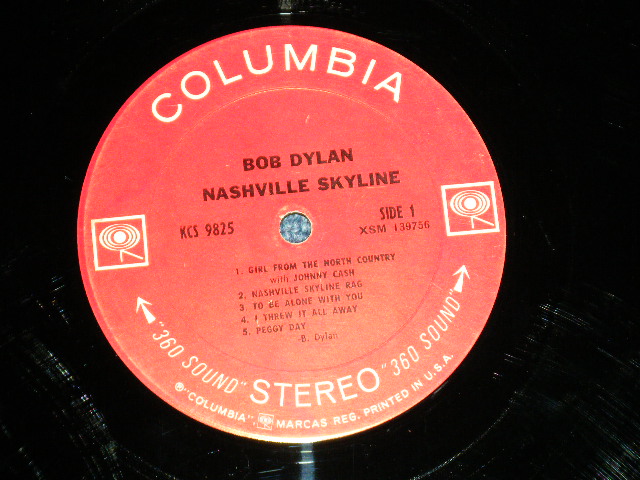 COLUMBIA
BOB DYLAN
NASHVILLE SKYLINE
KCS 9825
SIDE 1
XSM 139756
1. GIRL FROM THE NORTH COUNTRY
with JOHNNY CASH
2. NASHVILLE SKYLINE RAG
3. TO BE ALONE WITH YOU
4. I THREW IT ALL AWAY
5. PEGGY DAY
-B. Dylan
"360 SOUND" STEREO "360 SOUND"
® "COLUMBIA", MARCAS REG. PRINTED IN U.S.A.